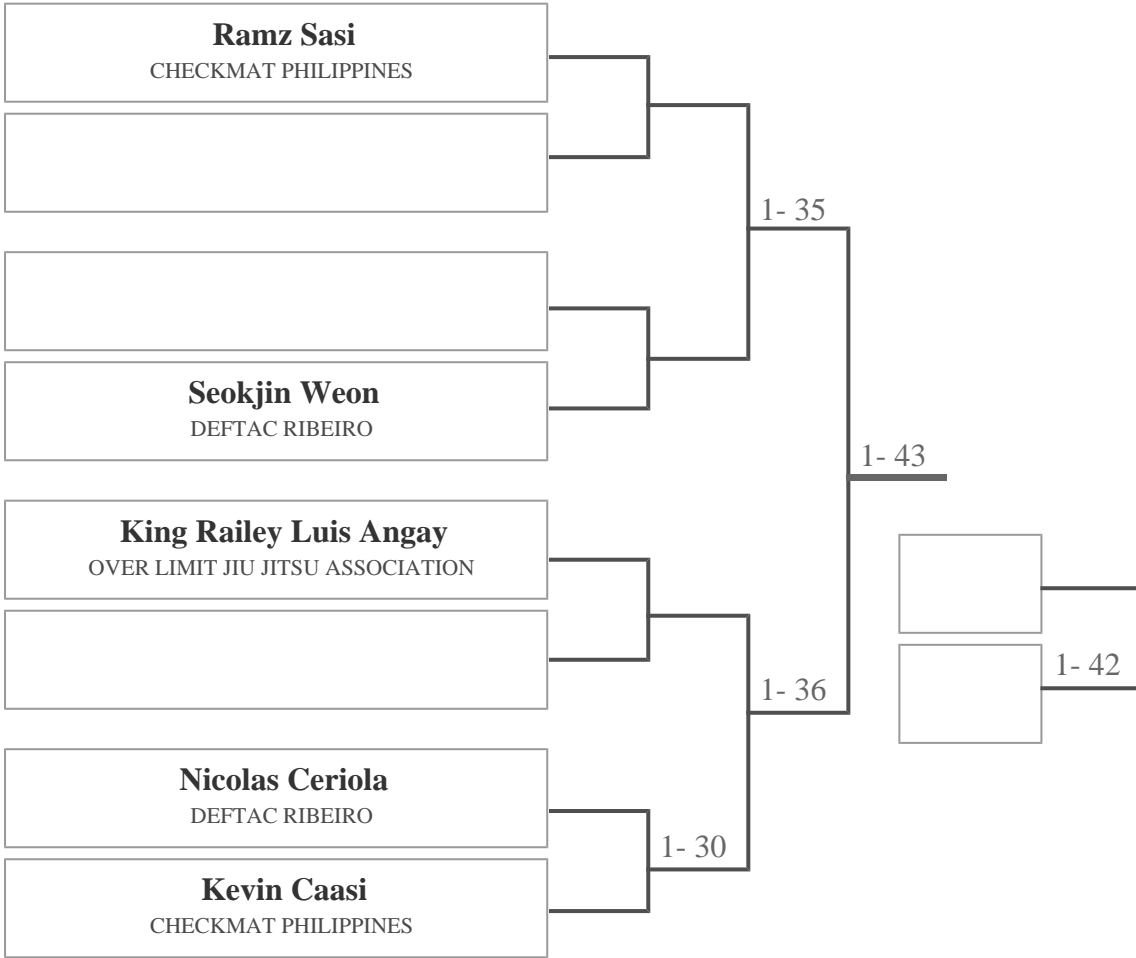 Ramz Sasi
CHECKMAT PHILIPPINES
1- 35
Seokjin Weon
DEFTAC RIBEIRO
1- 43
King Railey Luis Angay
OVER LIMIT JIU JITSU ASSOCIATION
1- 42
1- 36
Nicolas Ceriola
DEFTAC RIBEIRO
1- 30
Kevin Caasi
CHECKMAT PHILIPPINES